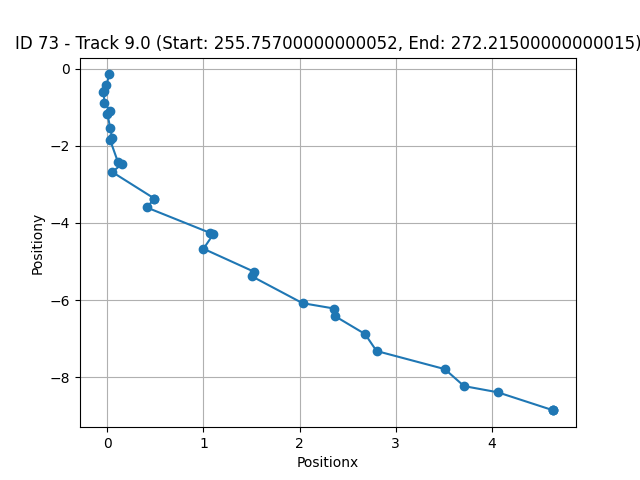 ID 73 - Track 9.0 (Start: 255.75700000000052, End: 272.21500000000015)
0
−2
−4
−6
−8
Positiony
0 1 2 3 4
Positionx